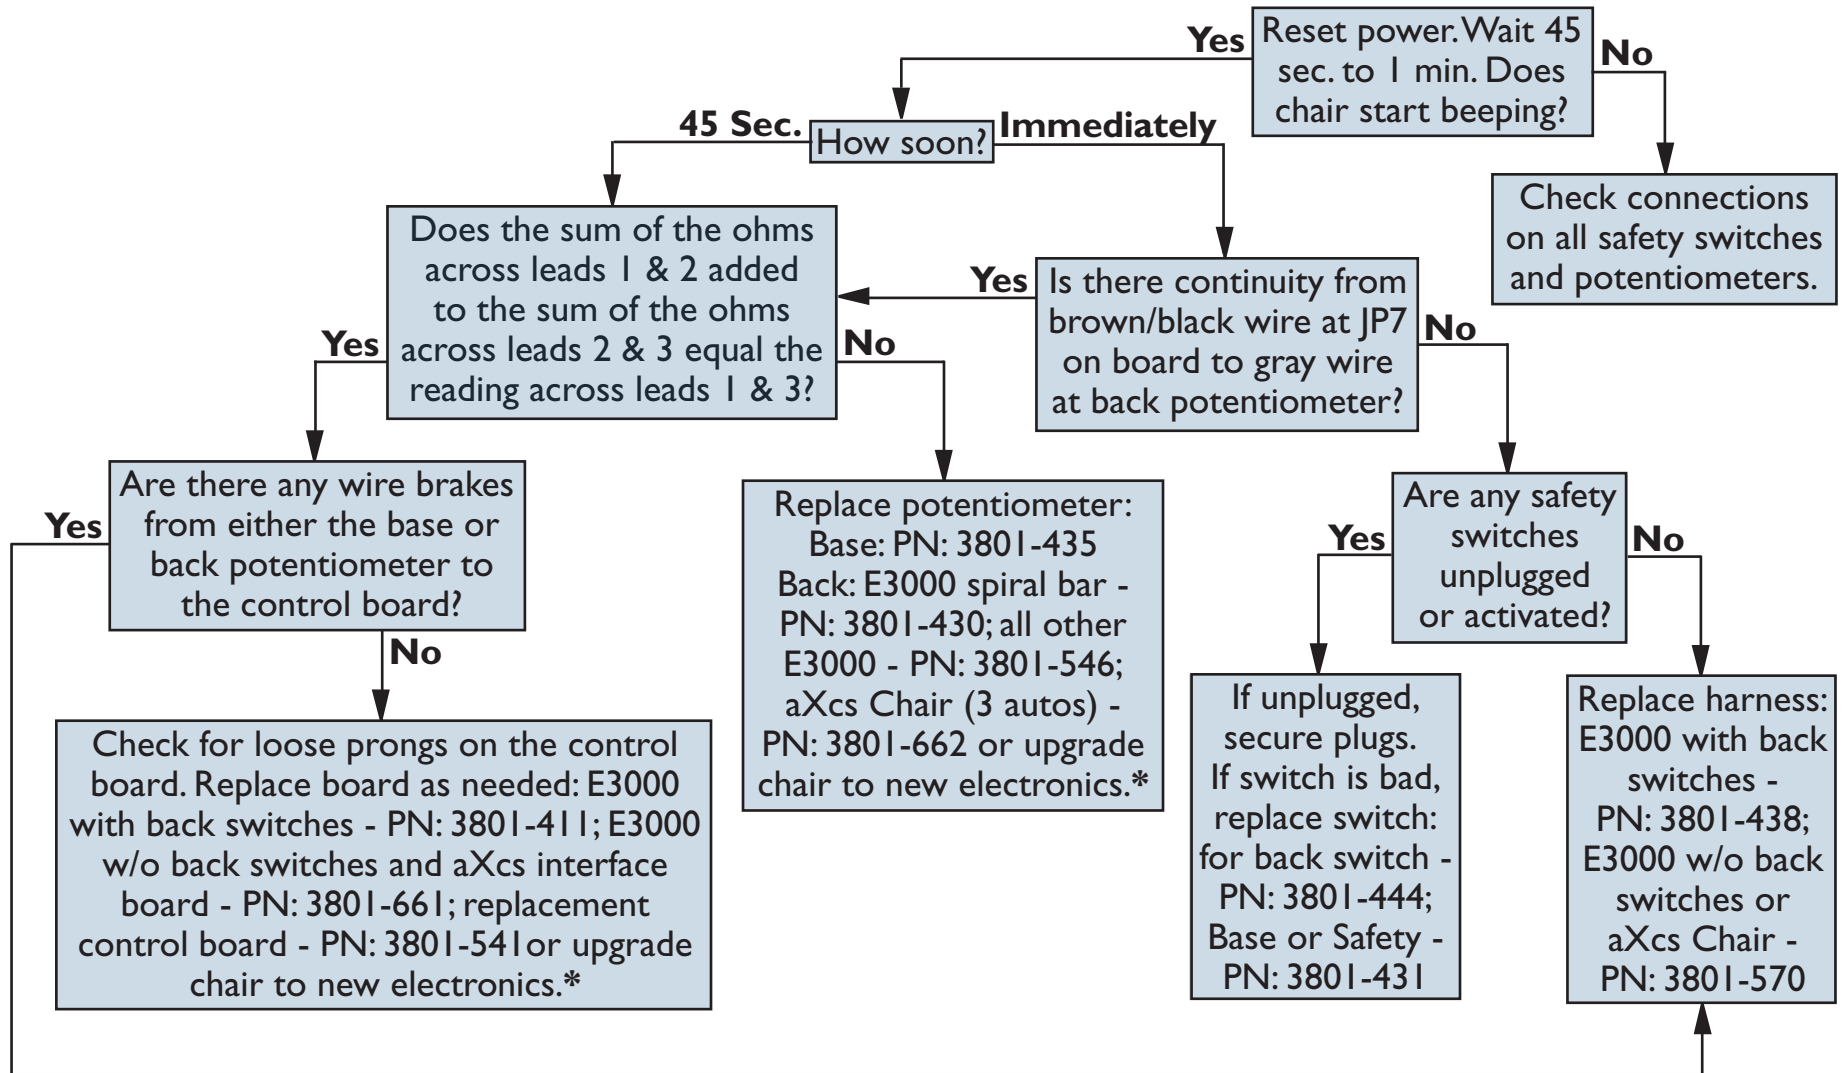 Reset power. Wait 45
sec. to 1 min. Does
chair start beeping?
Yes
No
How soon?
45 Sec.
Immediately
Check connections
on all safety switches
and potentiometers.
Does the sum of the ohms
across leads 1 & 2 added
to the sum of the ohms
across leads 2 & 3 equal the
reading across leads 1 & 3?
Yes
No
Is there continuity from
brown/black wire at JP7
on board to gray wire
at back potentiometer?
Yes
No
Are there any wire brakes
from either the base or
back potentiometer to
the control board?
Yes
No
Replace potentiometer:
Base: PN: 3801-435
Back: E3000 spiral bar -
PN: 3801-430; all other
E3000 - PN: 3801-546;
aXcs Chair (3 autos) -
PN: 3801-662 or upgrade
chair to new electronics.*
Are any safety
switches
unplugged
or activated?
Yes
No
Check for loose prongs on the control
board. Replace board as needed: E3000
with back switches - PN: 3801-411; E3000
w/o back switches and aXcs interface
board - PN: 3801-661; replacement
control board - PN: 3801-541or upgrade
chair to new electronics.*
If unplugged,
secure plugs.
If switch is bad,
replace switch:
for back switch -
PN: 3801-444;
Base or Safety -
PN: 3801-431
Replace harness:
E3000 with back
switches -
PN: 3801-438;
E3000 w/o back
switches or
aXcs Chair -
PN: 3801-570